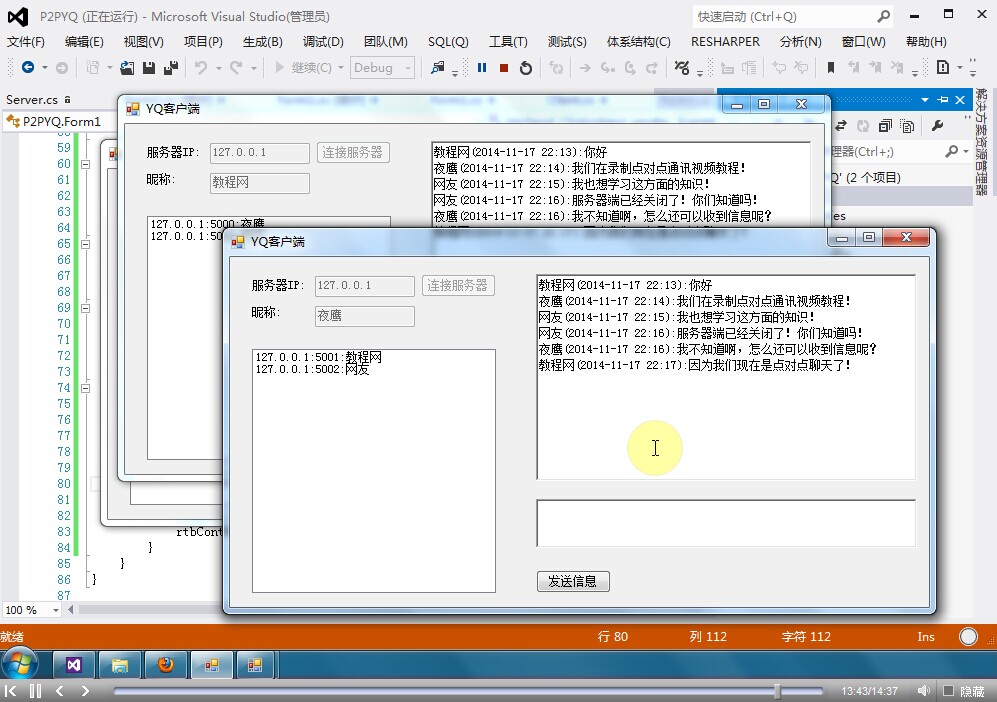 P2PYQ (正在运行) - Microsoft Visual Studio(管理员)
快速启动 (Ctrl+Q)
文件(F) 编辑(E) 视图(V) 项目(P) 生成(B) 调试(D) 团队(M) SQL(Q) 工具(T) 测试(S) 体系结构(C) RESHARPER 分析(N) 窗口(W) 帮助(H)
继续(C) Debug
Server.cs
P2PYQ.Form1
解决方案资源管理器
理器(Ctrl+;)
Q' (2 个项目)
es
59
60
61
62
63
64
65
66
67
68
69
70
71
72
73
74
75
76
77
78
79
80
81
82
83 rtbCont
84 }
85 }
86 }
87
YQ客户端
服务器IP: 127.0.0.1 连接服务器
昵称: 教程网
127.0.0.1:5000:夜鹰
127.0.0.1:50
教程网(2014-11-17 22:13):你好
夜鹰(2014-11-17 22:14):我们在录制点对点通讯视频教程！
网友(2014-11-17 22:15):我也想学习这方面的知识！
网友(2014-11-17 22:16):服务器端已经关闭了！你们知道吗！
夜鹰(2014-11-17 22:16):我不知道啊，怎么还可以收到信息呢？
YQ客户端
服务器IP: 127.0.0.1 连接服务器
昵称: 夜鹰
127.0.0.1:5001:教程网
127.0.0.1:5002:网友
教程网(2014-11-17 22:13):你好
夜鹰(2014-11-17 22:14):我们在录制点对点通讯视频教程！
网友(2014-11-17 22:15):我也想学习这方面的知识！
网友(2014-11-17 22:16):服务器端已经关闭了！你们知道吗！
夜鹰(2014-11-17 22:16):我不知道啊，怎么还可以收到信息呢？
教程网(2014-11-17 22:17):因为我们现在是点对点聊天了！
发送信息
100 %
就绪 行 80 列 112 字符 112 Ins
13:43/14:37 隐藏